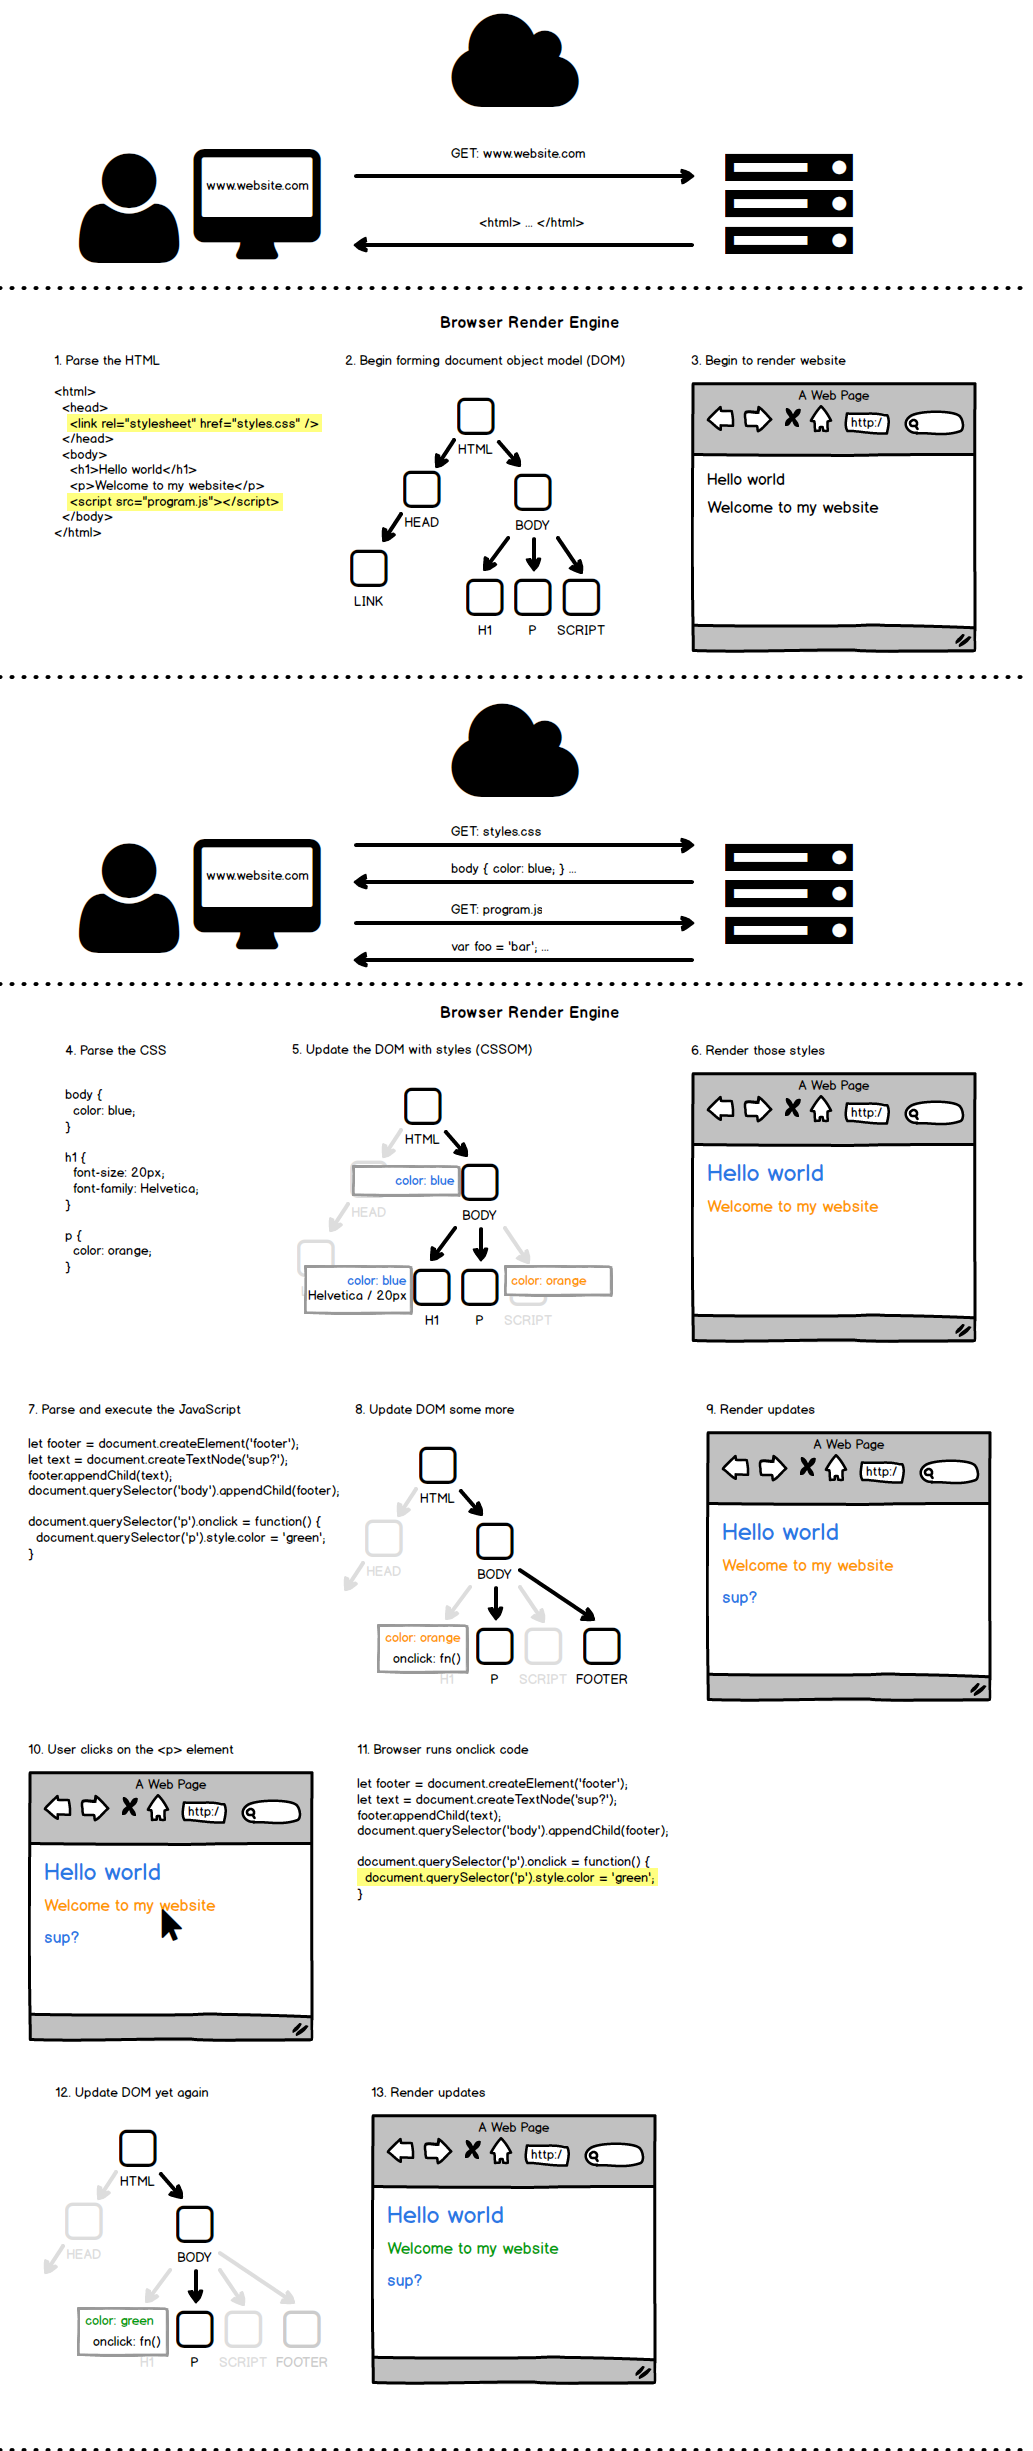 GET: www.website.com
www.website.com
<html> ... </html>
Browser Render Engine
1. Parse the HTML
<html>
<head>
<link rel="stylesheet" href="styles.css" />
</head>
<body>
<h1>Hello world</h1>
<p>Welcome to my website</p>
<script src="program.js"></script>
</body>
</html>
2. Begin forming document object model (DOM)
HTML
HEAD
BODY
LINK
H1
P
SCRIPT
3. Begin to render website
A Web Page
http:/
Hello world
Welcome to my website
GET: styles.css
www.website.com
body { color: blue; } ...
GET: program.js
var foo = 'bar'; ...
Browser Render Engine
4. Parse the CSS
body {
color: blue;
}
h1 {
font-size: 20px;
font-family: Helvetica;
}
p {
color: orange;
}
5. Update the DOM with styles (CSSOM)
HTML
color: blue
HEAD
BODY
color: blue
Helvetica / 20px
color: orange
H1
P
SCRIPT
6. Render those styles
A Web Page
http:/
Hello world
Welcome to my website
7. Parse and execute the JavaScript
let footer = document.createElement('footer');
let text = document.createTextNode('sup?');
footer.appendChild(text);
document.querySelector('body').appendChild(footer);
document.querySelector('p').onclick = function() {
document.querySelector('p').style.color = 'green';
}
8. Update DOM some more
HTML
HEAD
BODY
color: orange
onclick: fn()
H1
P
SCRIPT
FOOTER
9. Render updates
A Web Page
http:/
Hello world
Welcome to my website
sup?
10. User clicks on the <p> element
A Web Page
http:/
Hello world
Welcome to my website
sup?
11. Browser runs onclick code
let footer = document.createElement('footer');
let text = document.createTextNode('sup?');
footer.appendChild(text);
document.querySelector('body').appendChild(footer);
document.querySelector('p').onclick = function() {
document.querySelector('p').style.color = 'green';
}
12. Update DOM yet again
HTML
HEAD
BODY
color: green
onclick: fn()
H1
P
SCRIPT
FOOTER
13. Render updates
A Web Page
http:/
Hello world
Welcome to my website
sup?